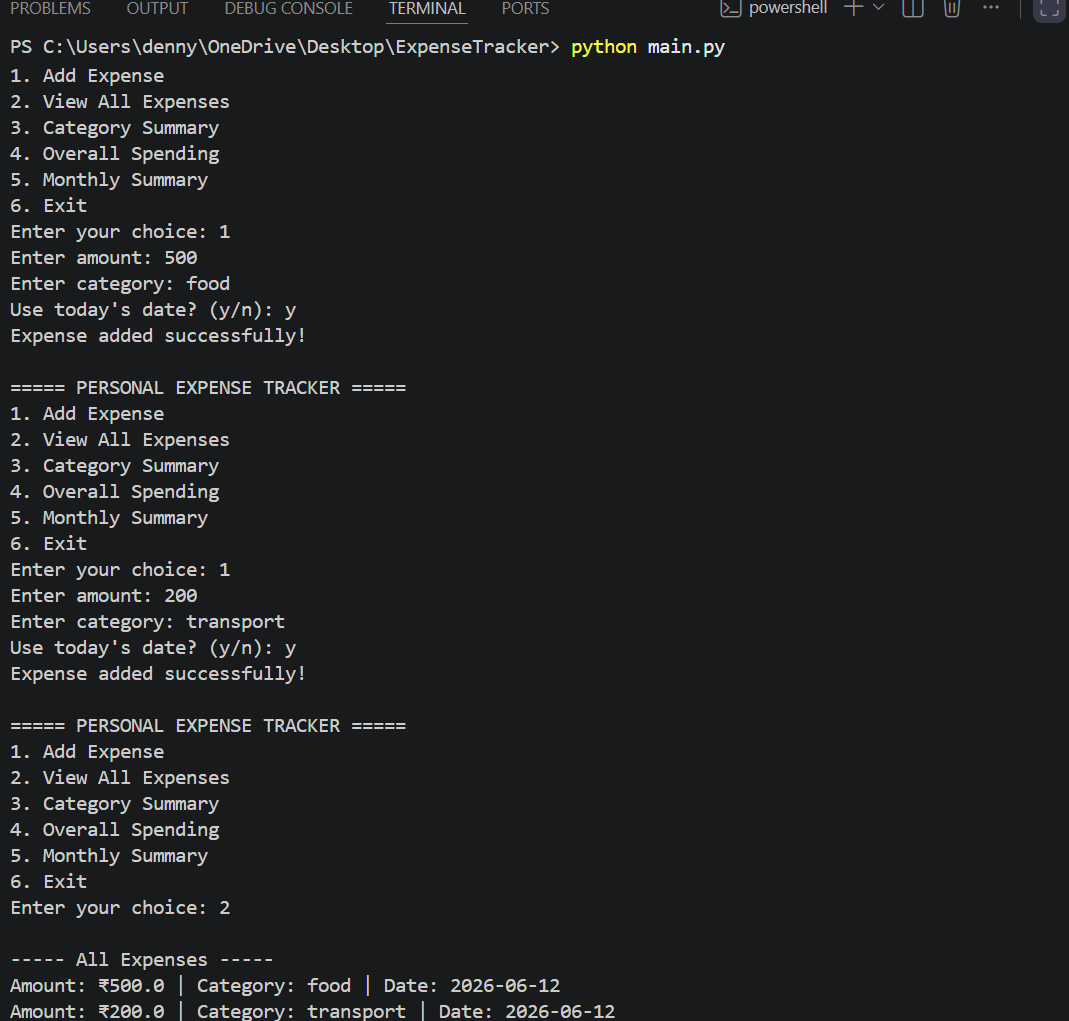 PROBLEMS OUTPUT DEBUG CONSOLE TERMINAL PORTS powershell
PS C:\Users\denny\OneDrive\Desktop\ExpenseTracker> python main.py
1. Add Expense
2. View All Expenses
3. Category Summary
4. Overall Spending
5. Monthly Summary
6. Exit
Enter your choice: 1
Enter amount: 500
Enter category: food
Use today's date? (y/n): y
Expense added successfully!

===== PERSONAL EXPENSE TRACKER =====
1. Add Expense
2. View All Expenses
3. Category Summary
4. Overall Spending
5. Monthly Summary
6. Exit
Enter your choice: 1
Enter amount: 200
Enter category: transport
Use today's date? (y/n): y
Expense added successfully!

===== PERSONAL EXPENSE TRACKER =====
1. Add Expense
2. View All Expenses
3. Category Summary
4. Overall Spending
5. Monthly Summary
6. Exit
Enter your choice: 2

----- All Expenses -----
Amount: ₹500.0 | Category: food | Date: 2026-06-12
Amount: ₹200.0 | Category: transport | Date: 2026-06-12